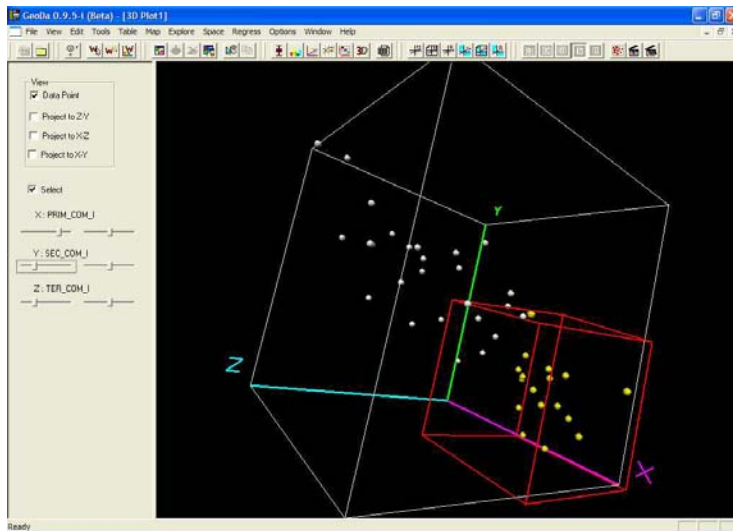 GeoDa 0.9.5-i (Beta) - [3D Plot1]
File View Edit Tools Table Map Explore Space Regress Options Window Help
3D
View
Data Point
Project to Z-Y
Project to X-Z
Project to X-Y
Select
X: PRIM_COM_I
Y: SEC_COM_I
Z: TER_COM_I
Y
Z
X
Ready